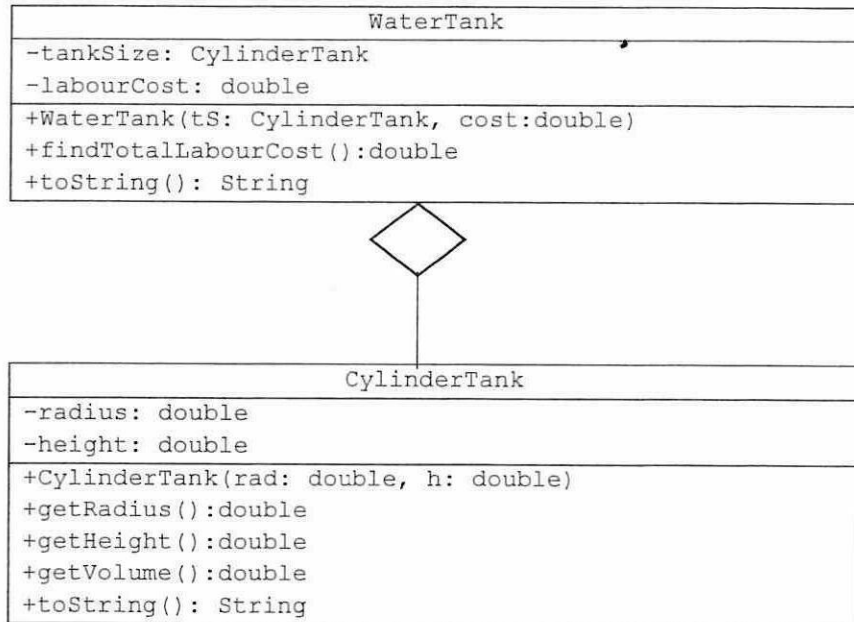 WaterTank
-tankSize: CylinderTank
-labourCost: double
+WaterTank(tS: CylinderTank, cost:double)
+findTotalLabourCost():double
+toString(): String
CylinderTank
-radius: double
-height: double
+CylinderTank(rad: double, h: double)
+getRadius():double
+getHeight():double
+getVolume():double
+toString(): String